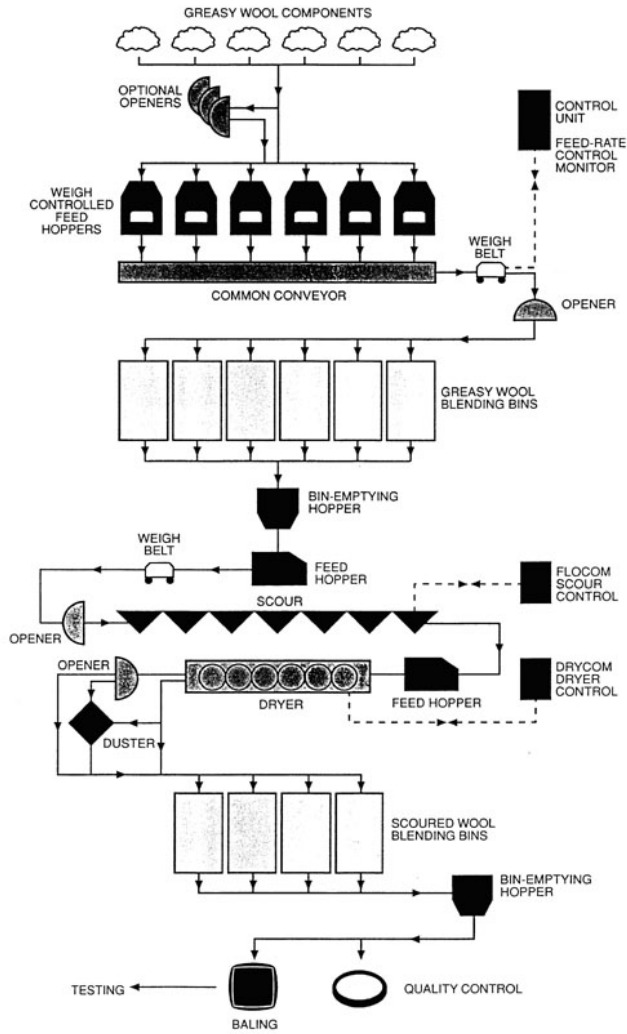 GREASY WOOL COMPONENTS
OPTIONAL
OPENERS
CONTROL
UNIT
FEED-RATE
CONTROL
MONITOR
WEIGH
CONTROLLED
FEED
HOPPERS
WEIGH
BELT
COMMON CONVEYOR
OPENER
GREASY WOOL
BLENDING BINS
BIN-EMPTYING
HOPPER
WEIGH
BELT
FEED
HOPPER
FLOCOM
SCOUR
CONTROL
SCOUR
OPENER
OPENER
DRYCOM
DRYER
CONTROL
DRYER
FEED HOPPER
DUSTER
SCOURED WOOL
BLENDING BINS
BIN-EMPTYING
HOPPER
TESTING
QUALITY CONTROL
BALING